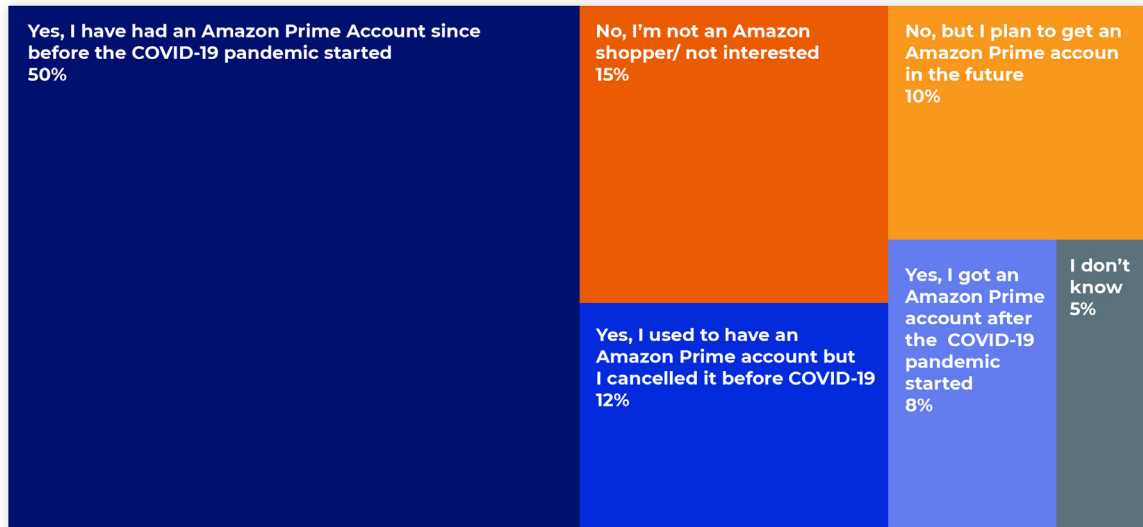 Yes, I have had an Amazon Prime Account since
before the COVID-19 pandemic started
50%
No, I'm not an Amazon
shopper/ not interested
15%
No, but I plan to get an
Amazon Prime accoun
in the future
10%
Yes, I used to have an
Amazon Prime account but
I cancelled it before COVID-19
12%
Yes, I got an
Amazon Prime
account after
the COVID-19
pandemic
started
8%
I don't
know
5%